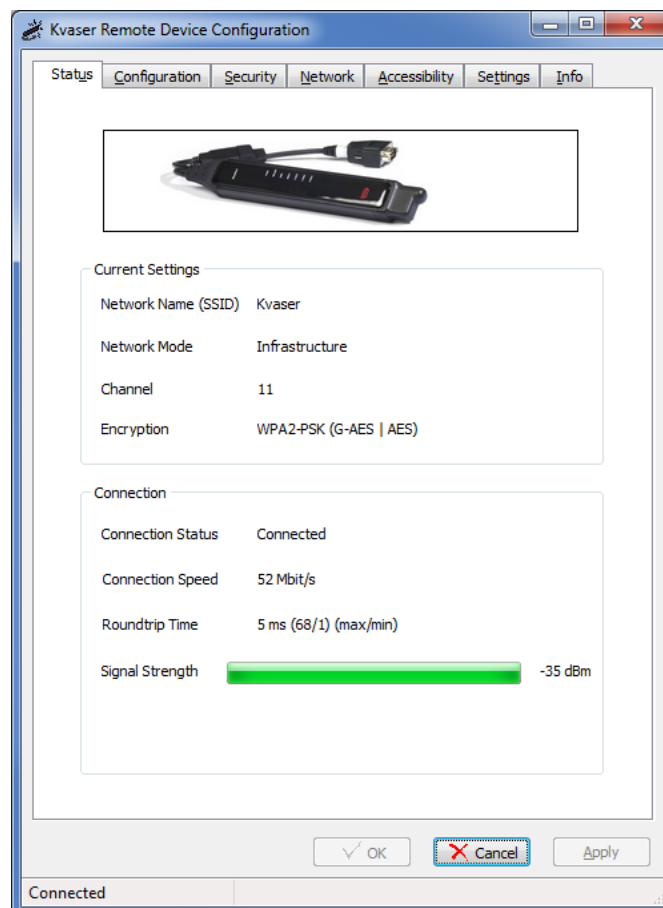 Kvaser Remote Device Configuration
Status Configuration Security Network Accessibility Settings Info
Current Settings
Network Name (SSID) Kvaser
Network Mode Infrastructure
Channel 11
Encryption WPA2-PSK (G-AES | AES)
Connection
Connection Status Connected
Connection Speed 52 Mbit/s
Roundtrip Time 5 ms (68/1) (max/min)
Signal Strength -35 dBm
OK Cancel Apply
Connected